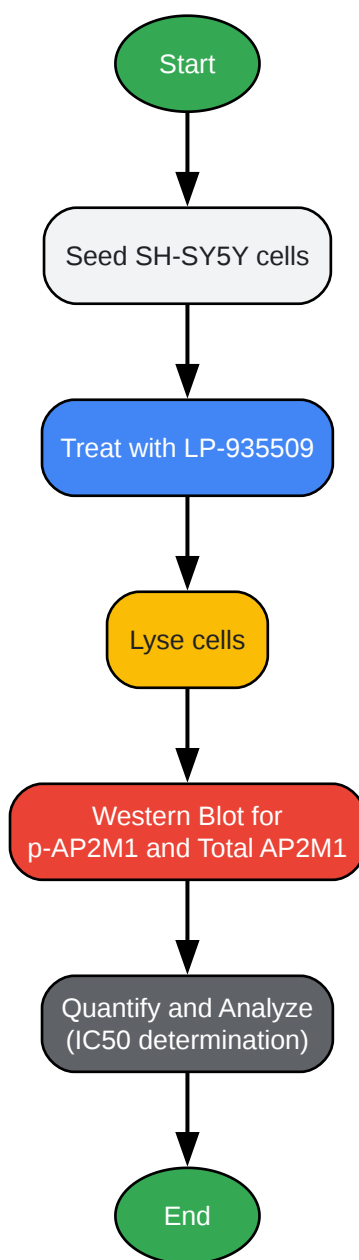 Start
Seed SH-SY5Y cells
Treat with LP-935509
Lyse cells
Western Blot for
p-AP2M1 and Total AP2M1
Quantify and Analyze
(IC50 determination)
End